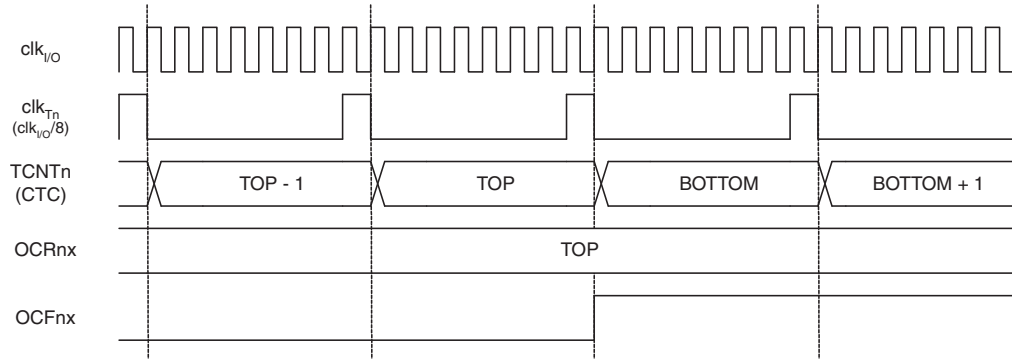 clkI/O
clkTn
(clkI/O/8)
TCNTn
(CTC)
TOP - 1
TOP
BOTTOM
BOTTOM + 1
OCRnx
TOP
OCFnx